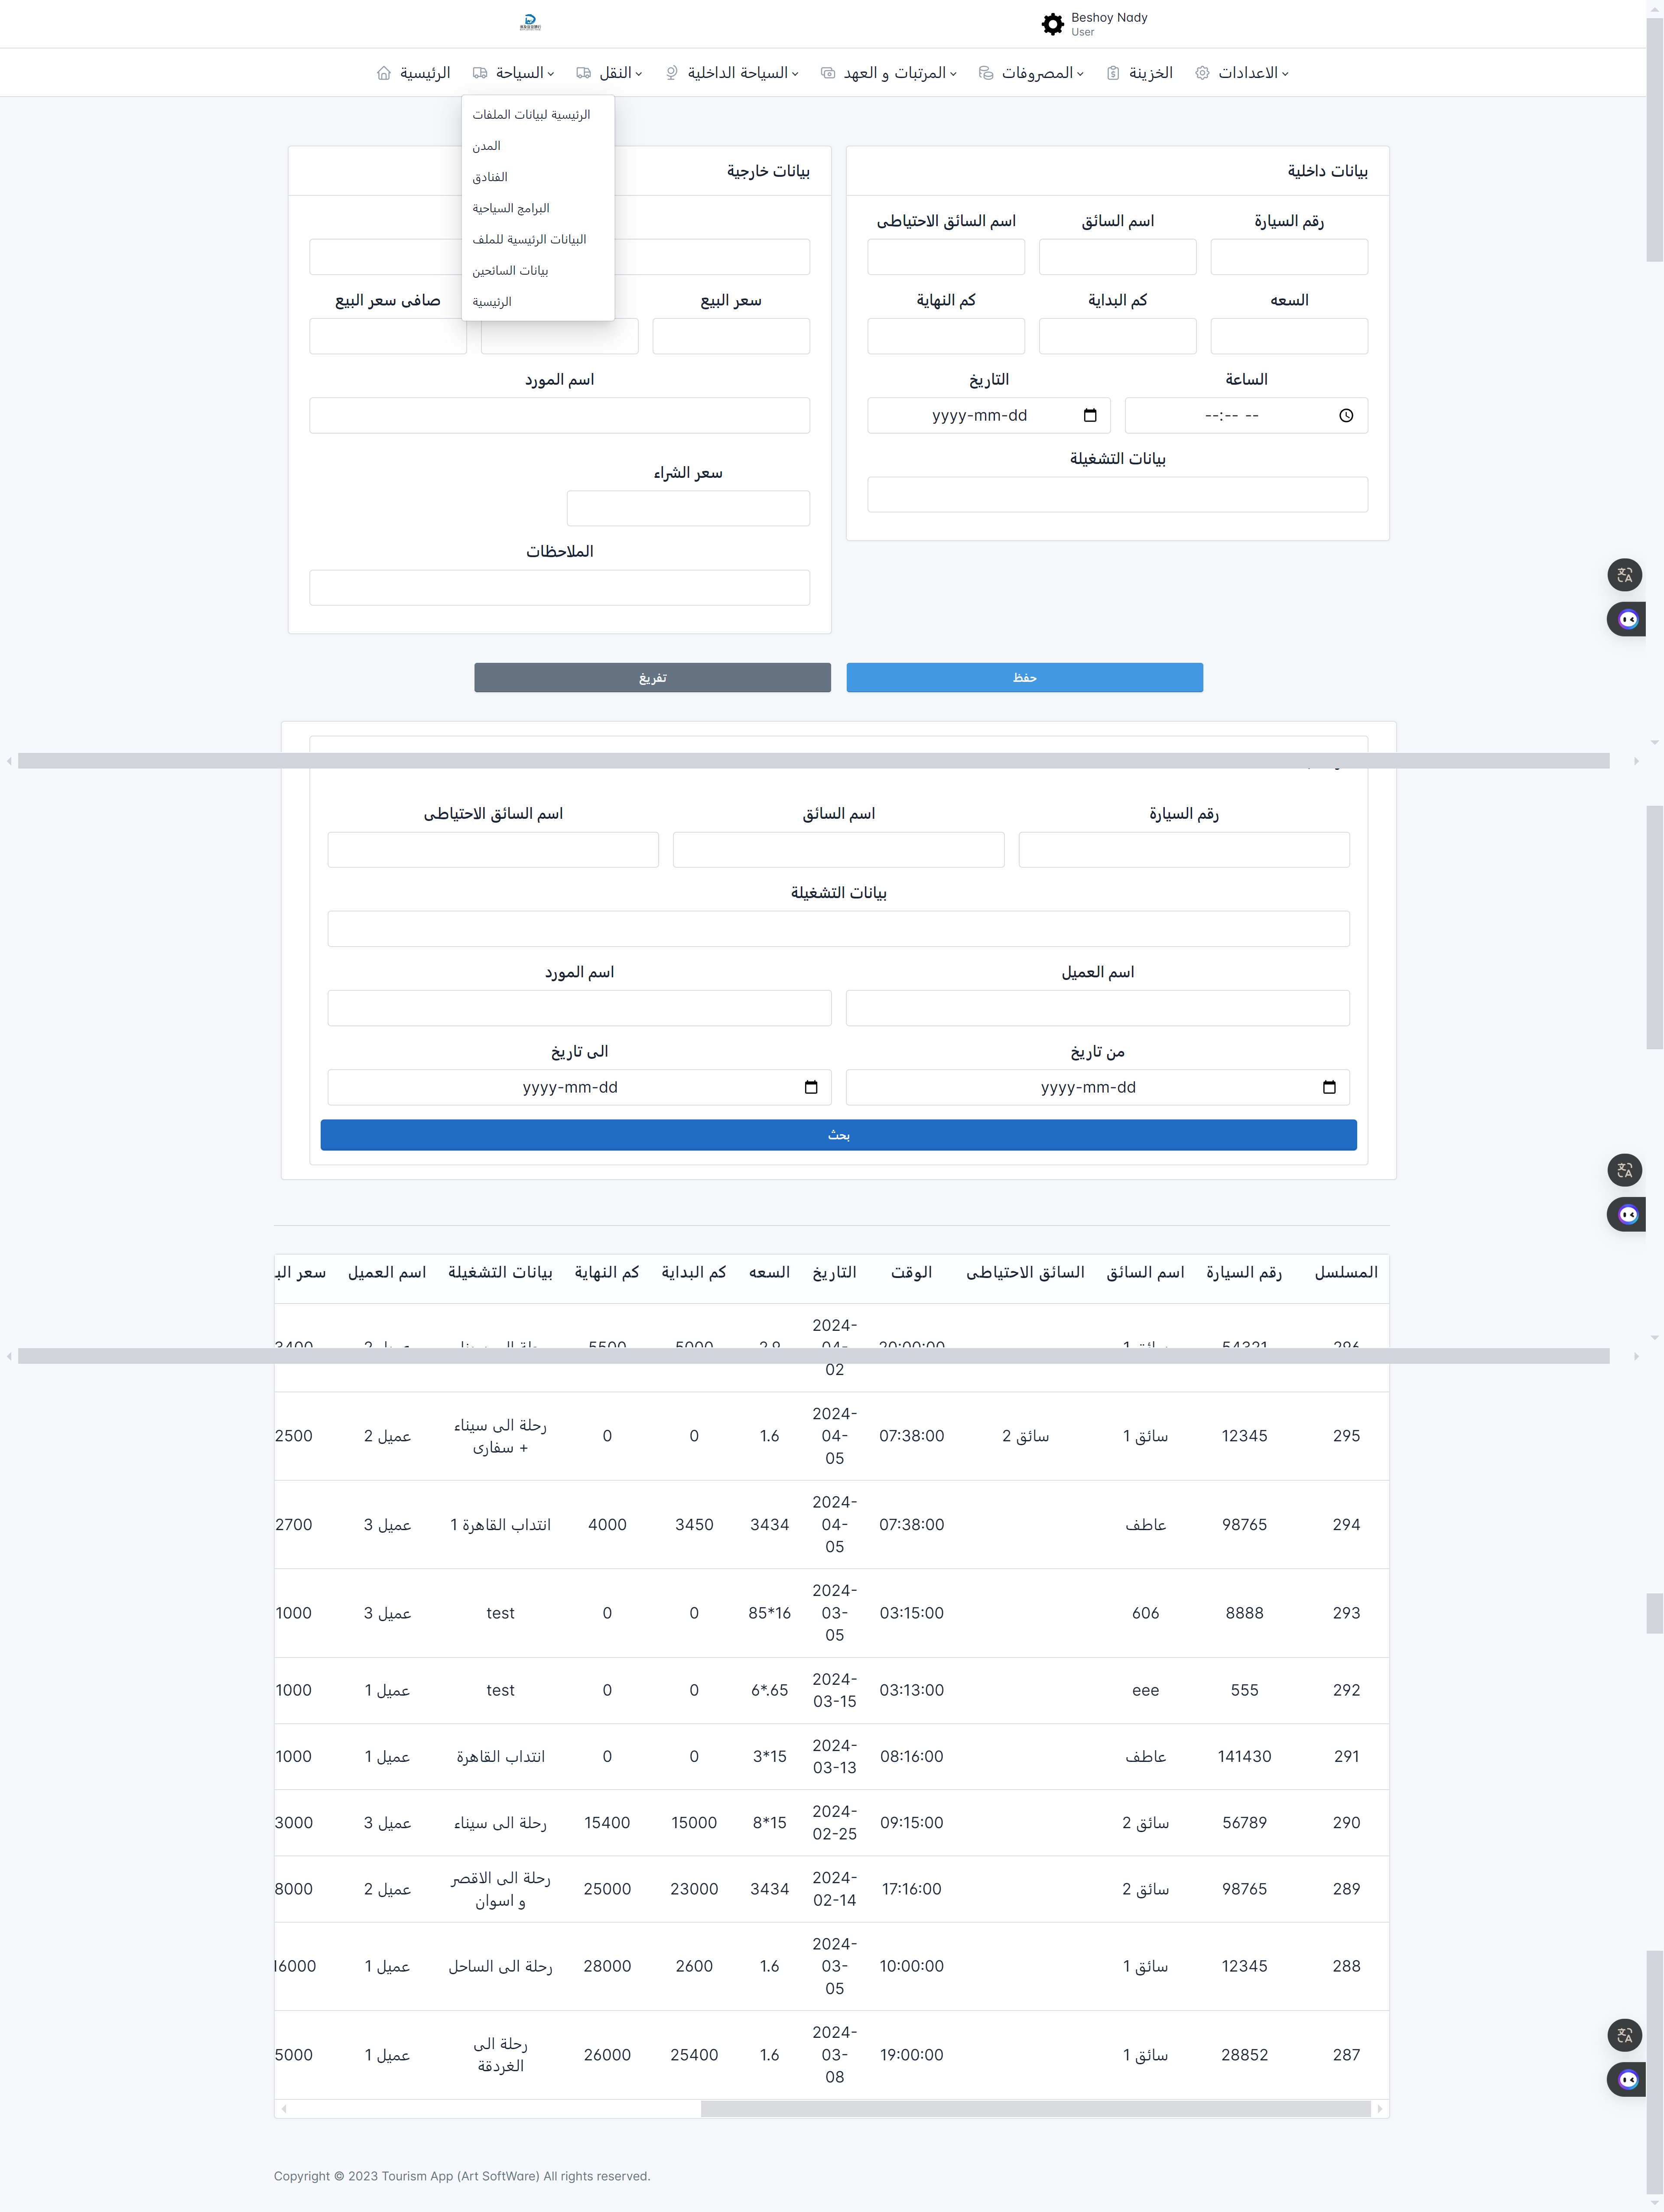 Beshoy Nady
User
الرئيسية السياحة النقل السياحة الداخلية المرتبات و العهد المصروفات الخزينة الاعدادات
الرئيسية لبيانات الملفات
المدن
الفنادق
البرامج السياحية
البيانات الرئيسية للملف
بيانات السائحين
الرئيسية
بيانات داخلية
رقم السيارة اسم السائق اسم السائق الاحتياطى
السعه كم البداية كم النهاية
الساعة التاريخ
--:-- -- yyyy-mm-dd
بيانات التشغيلة
بيانات خارجية
سعر البيع صافى سعر البيع
اسم المورد
سعر الشراء
الملاحظات
حفظ تفريغ
رقم السيارة اسم السائق اسم السائق الاحتياطى
بيانات التشغيلة
اسم العميل اسم المورد
من تاريخ الى تاريخ
yyyy-mm-dd yyyy-mm-dd
بحث
المسلسل رقم السيارة اسم السائق السائق الاحتياطى الوقت التاريخ السعه كم البداية كم النهاية بيانات التشغيلة اسم العميل سعر
2024-
02
295 12345 سائق 1 سائق 2 07:38:00 2024-04-05 1.6 0 0 رحلة الى سيناء + سفارى عميل 2 2500
294 98765 عاطف 07:38:00 2024-04-05 3434 3450 4000 انتداب القاهرة 1 عميل 3 2700
293 8888 606 03:15:00 2024-03-05 85*16 0 0 test عميل 3 1000
292 555 eee 03:13:00 2024-03-15 6*.65 0 0 test عميل 1 1000
291 141430 عاطف 08:16:00 2024-03-13 3*15 0 0 انتداب القاهرة عميل 1 1000
290 56789 سائق 2 09:15:00 2024-02-25 8*15 15000 15400 رحلة الى سيناء عميل 3 3000
289 98765 سائق 2 17:16:00 2024-02-14 3434 23000 25000 رحلة الى الاقصر و اسوان عميل 2 8000
288 12345 سائق 1 10:00:00 2024-03-05 1.6 2600 28000 رحلة الى الساحل عميل 1 16000
287 28852 سائق 1 19:00:00 2024-03-08 1.6 25400 26000 رحلة الى الغردقة عميل 1 5000
Copyright © 2023 Tourism App (Art SoftWare) All rights reserved.